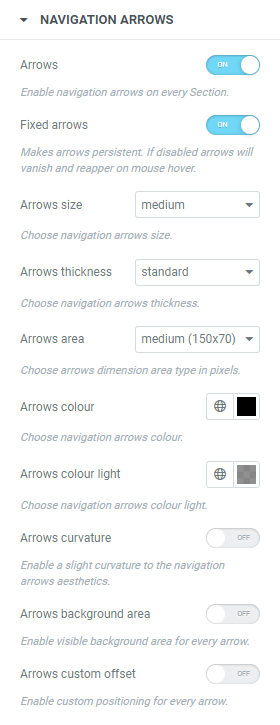 NAVIGATION ARROWS
Arrows ON
Enable navigation arrows on every Section.
Fixed arrows ON
Makes arrows persistent. If disabled arrows will
vanish and reapper on mouse hover.
Arrows size medium
Choose navigation arrows size.
Arrows thickness standard
Choose navigation arrows thickness.
Arrows area medium (150x70)
Choose arrows dimension area type in pixels.
Arrows colour
Choose navigation arrows colour.
Arrows colour light
Choose navigation arrows colour light.
Arrows curvature OFF
Enable a slight curvature to the navigation
arrows aesthetics.
Arrows background area OFF
Enable visible background area for every arrow.
Arrows custom offset OFF
Enable custom positioning for every arrow.